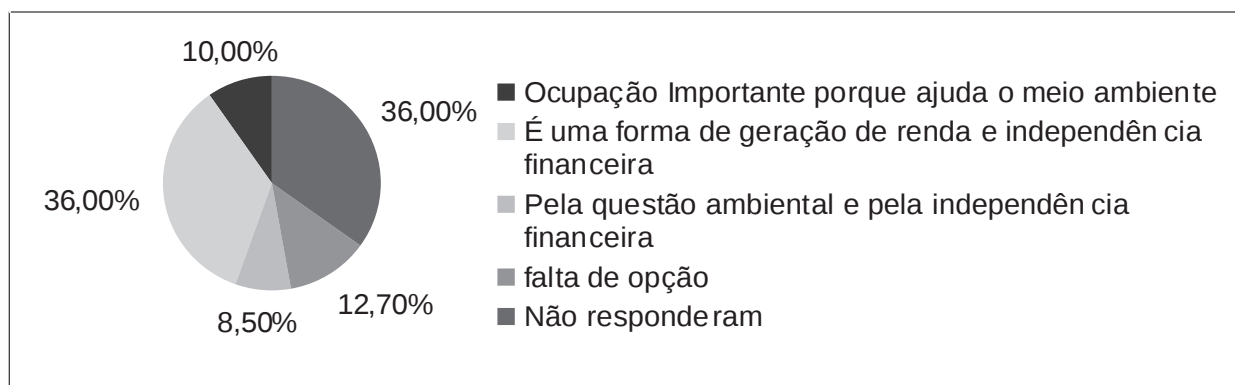 10,00%
36,00%
36,00%
12,70%
8,50%
Ocupação Importante porque ajuda o meio ambiente
É uma forma de geração de renda e independên cia
financeira
Pela questão ambiental e pela independên cia
financeira
falta de opção
Não responderam